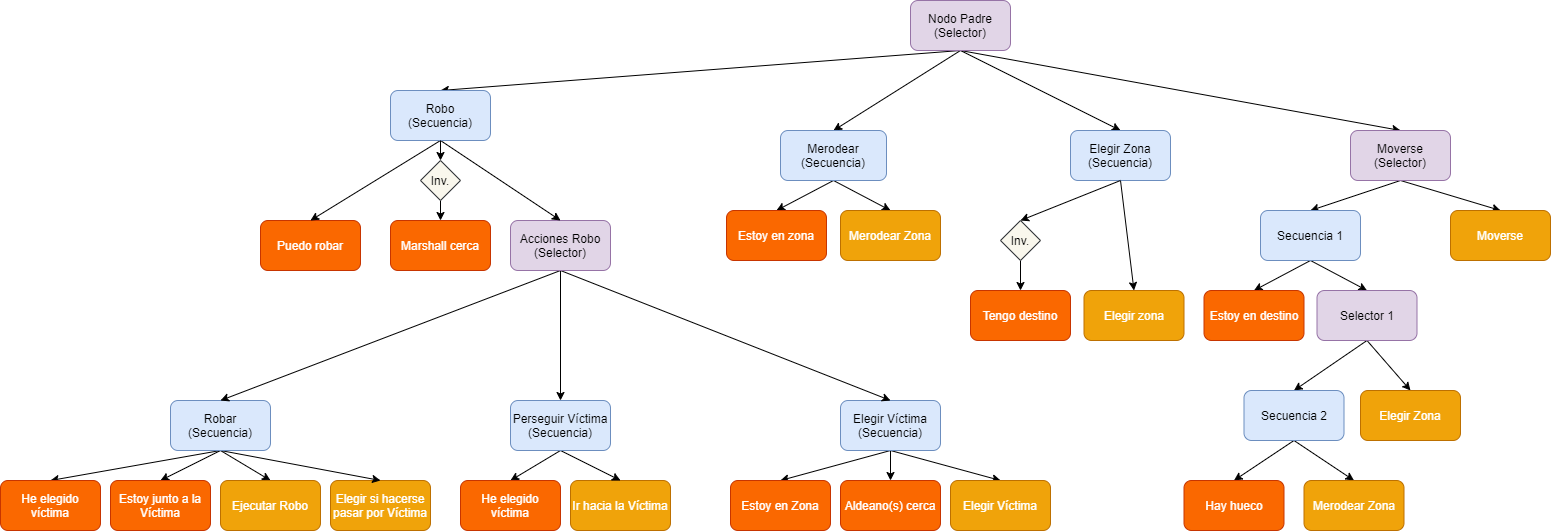 Nodo Padre
(Selector)
Robo
(Secuencia)
Merodear
(Secuencia)
Elegir Zona
(Secuencia)
Moverse
(Selector)
Inv.
Puedo robar
Marshall cerca
Acciones Robo
(Selector)
Estoy en zona
Merodear Zona
Inv.
Secuencia 1
Moverse
Tengo destino
Elegir zona
Estoy en destino
Selector 1
Robar
(Secuencia)
Perseguir Víctima
(Secuencia)
Elegir Víctima
(Secuencia)
Secuencia 2
Elegir Zona
He elegido
víctima
Estoy junto a la
Víctima
Ejecutar Robo
Elegir si hacerse
pasar por Víctima
He elegido
víctima
Ir hacia la Víctima
Estoy en Zona
Aldeano(s) cerca
Elegir Víctima
Hay hueco
Merodear Zona